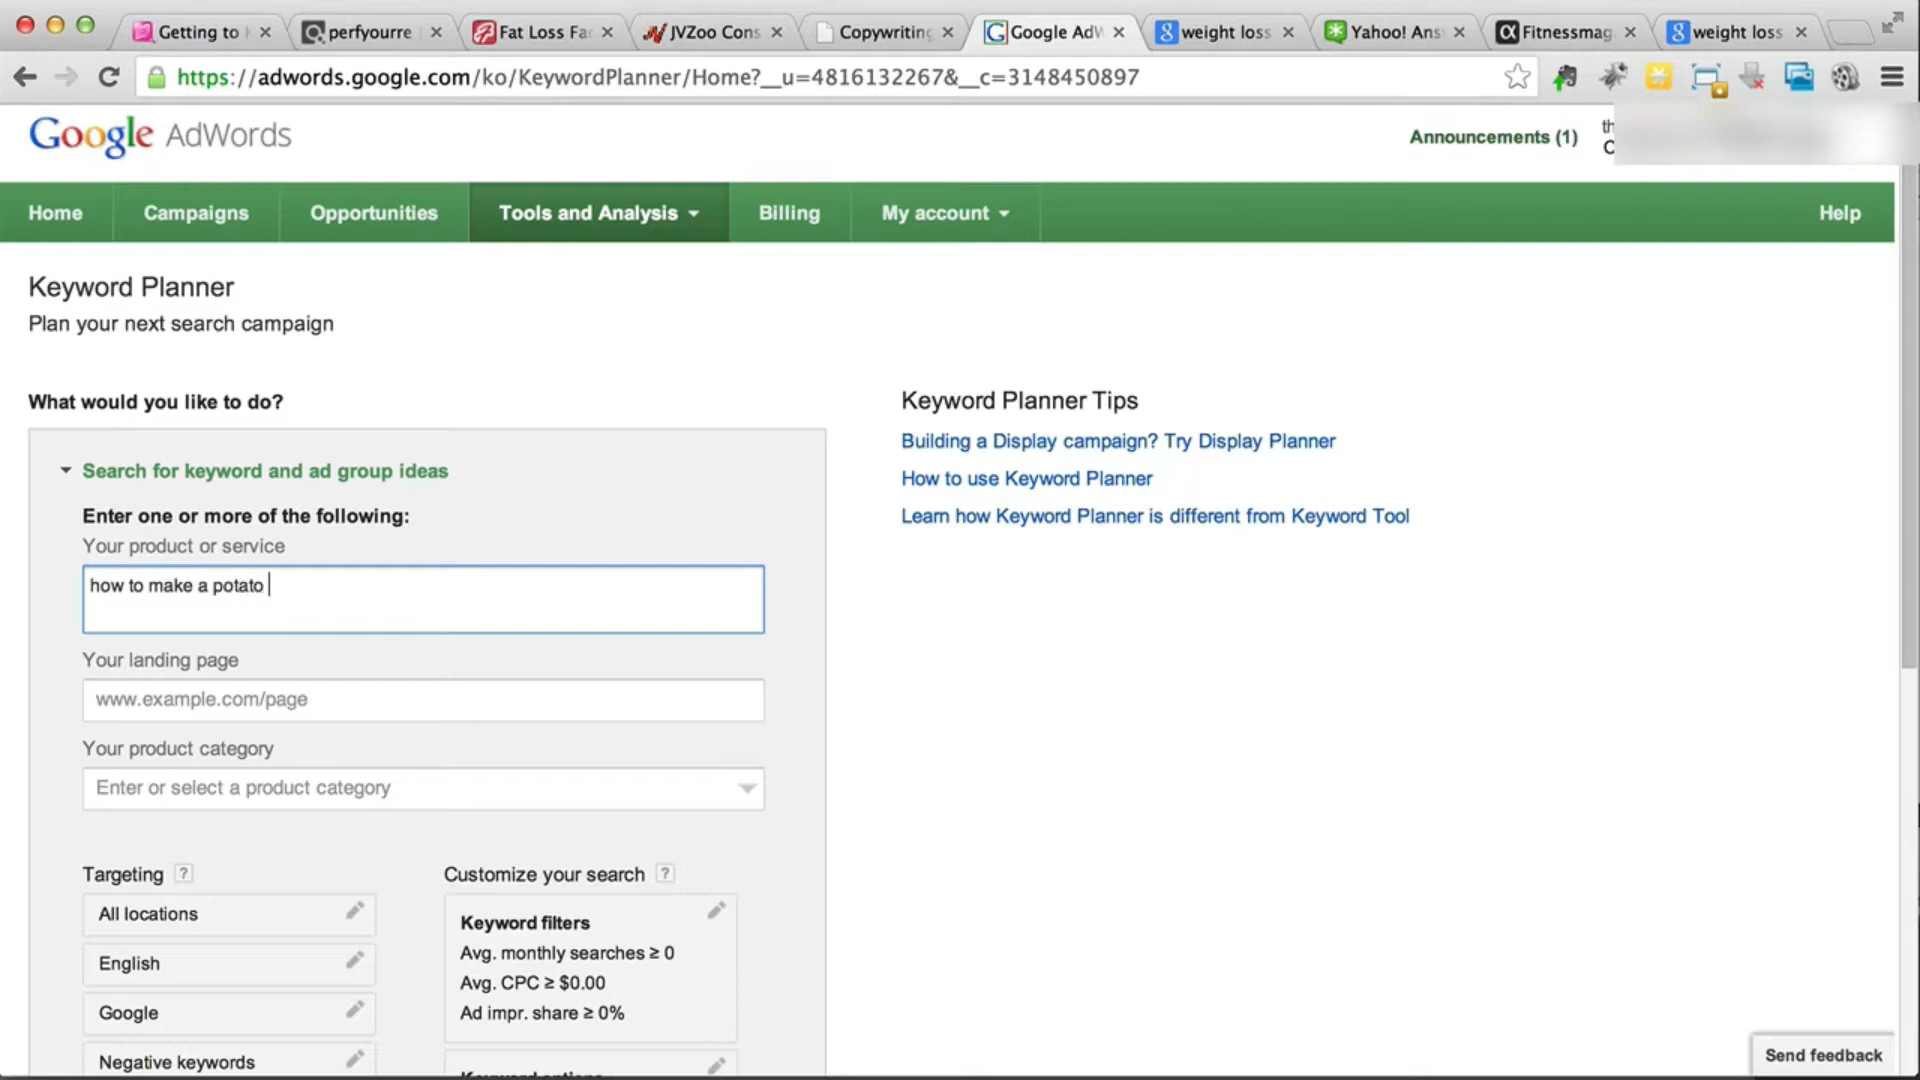 Getting to
perfyourre
Fat Loss Fa
JVZoo Cons
Copywriting
Google AdW
weight loss
Yahoo! Ans
Fitnessmag
weight loss
https://adwords.google.com/ko/KeywordPlanner/Home?__u=4816132267&__c=3148450897
Google AdWords
Announcements (1)
Home
Campaigns
Opportunities
Tools and Analysis
Billing
My account
Help
Keyword Planner
Plan your next search campaign
What would you like to do?
Search for keyword and ad group ideas
Enter one or more of the following:
Your product or service
how to make a potato
Your landing page
www.example.com/page
Your product category
Enter or select a product category
Targeting ?
All locations
English
Google
Negative keywords
Customize your search ?
Keyword filters
Avg. monthly searches ≥ 0
Avg. CPC ≥ $0.00
Ad impr. share ≥ 0%
Keyword Planner Tips
Building a Display campaign? Try Display Planner
How to use Keyword Planner
Learn how Keyword Planner is different from Keyword Tool
Send feedback